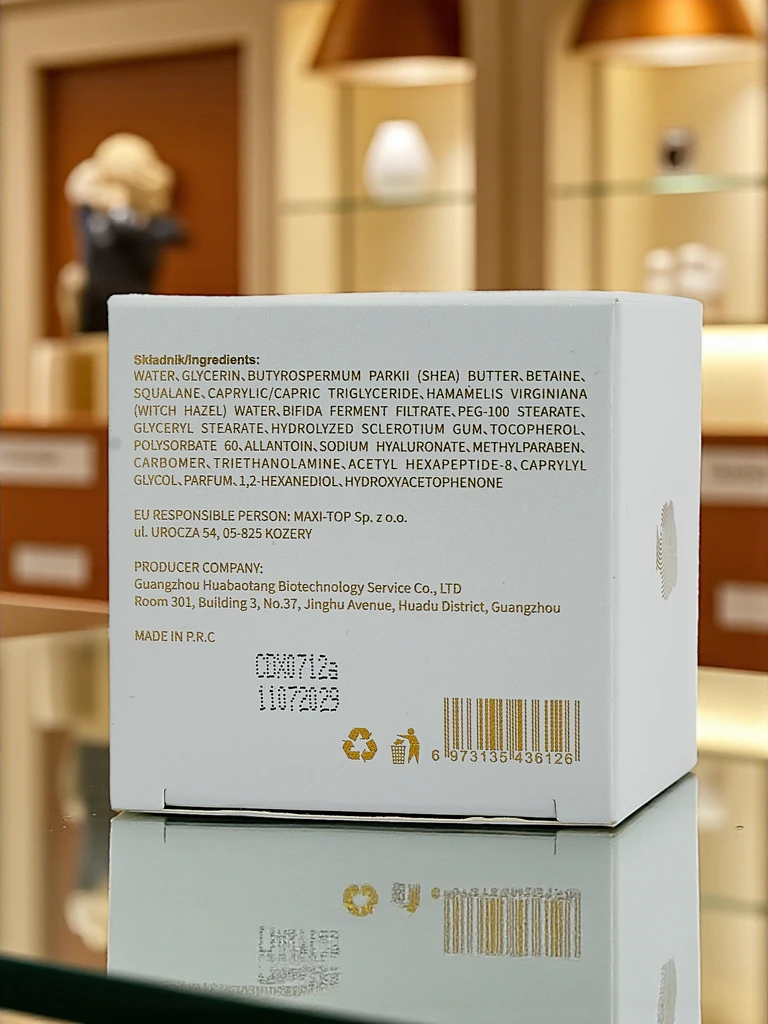 Składnik/Ingredients:
WATER、GLYCERIN、BUTYROSPERMUM PARKII (SHEA) BUTTER、BETAINE、
SQUALANE、CAPRYLIC/CAPRIC TRIGLYCERIDE、HAMAMELIS VIRGINIANA
(WITCH HAZEL) WATER、BIFIDA FERMENT FILTRATE、PEG-100 STEARATE、
GLYCERYL STEARATE、HYDROLYZED SCLEROTIUM GUM、TOCOPHEROL、
POLYSORBATE 60、ALLANTOIN、SODIUM HYALURONATE、METHYLPARABEN、
CARBOMER、TRIETHANOLAMINE、ACETYL HEXAPEPTIDE-8、CAPRYLYL
GLYCOL、PARFUM、1,2-HEXANEDIOL、HYDROXYACETOPHENONE
EU RESPONSIBLE PERSON: MAXI-TOP Sp. z o.o.
ul. UROCZA 54, 05-825 KOZERY
PRODUCER COMPANY:
Guangzhou Huabaotang Biotechnology Service Co., LTD
Room 301, Building 3, No.37, Jinghu Avenue, Huadu District, Guangzhou
MADE IN P.R.C
CDX0712a
11072029
6 973135 436126